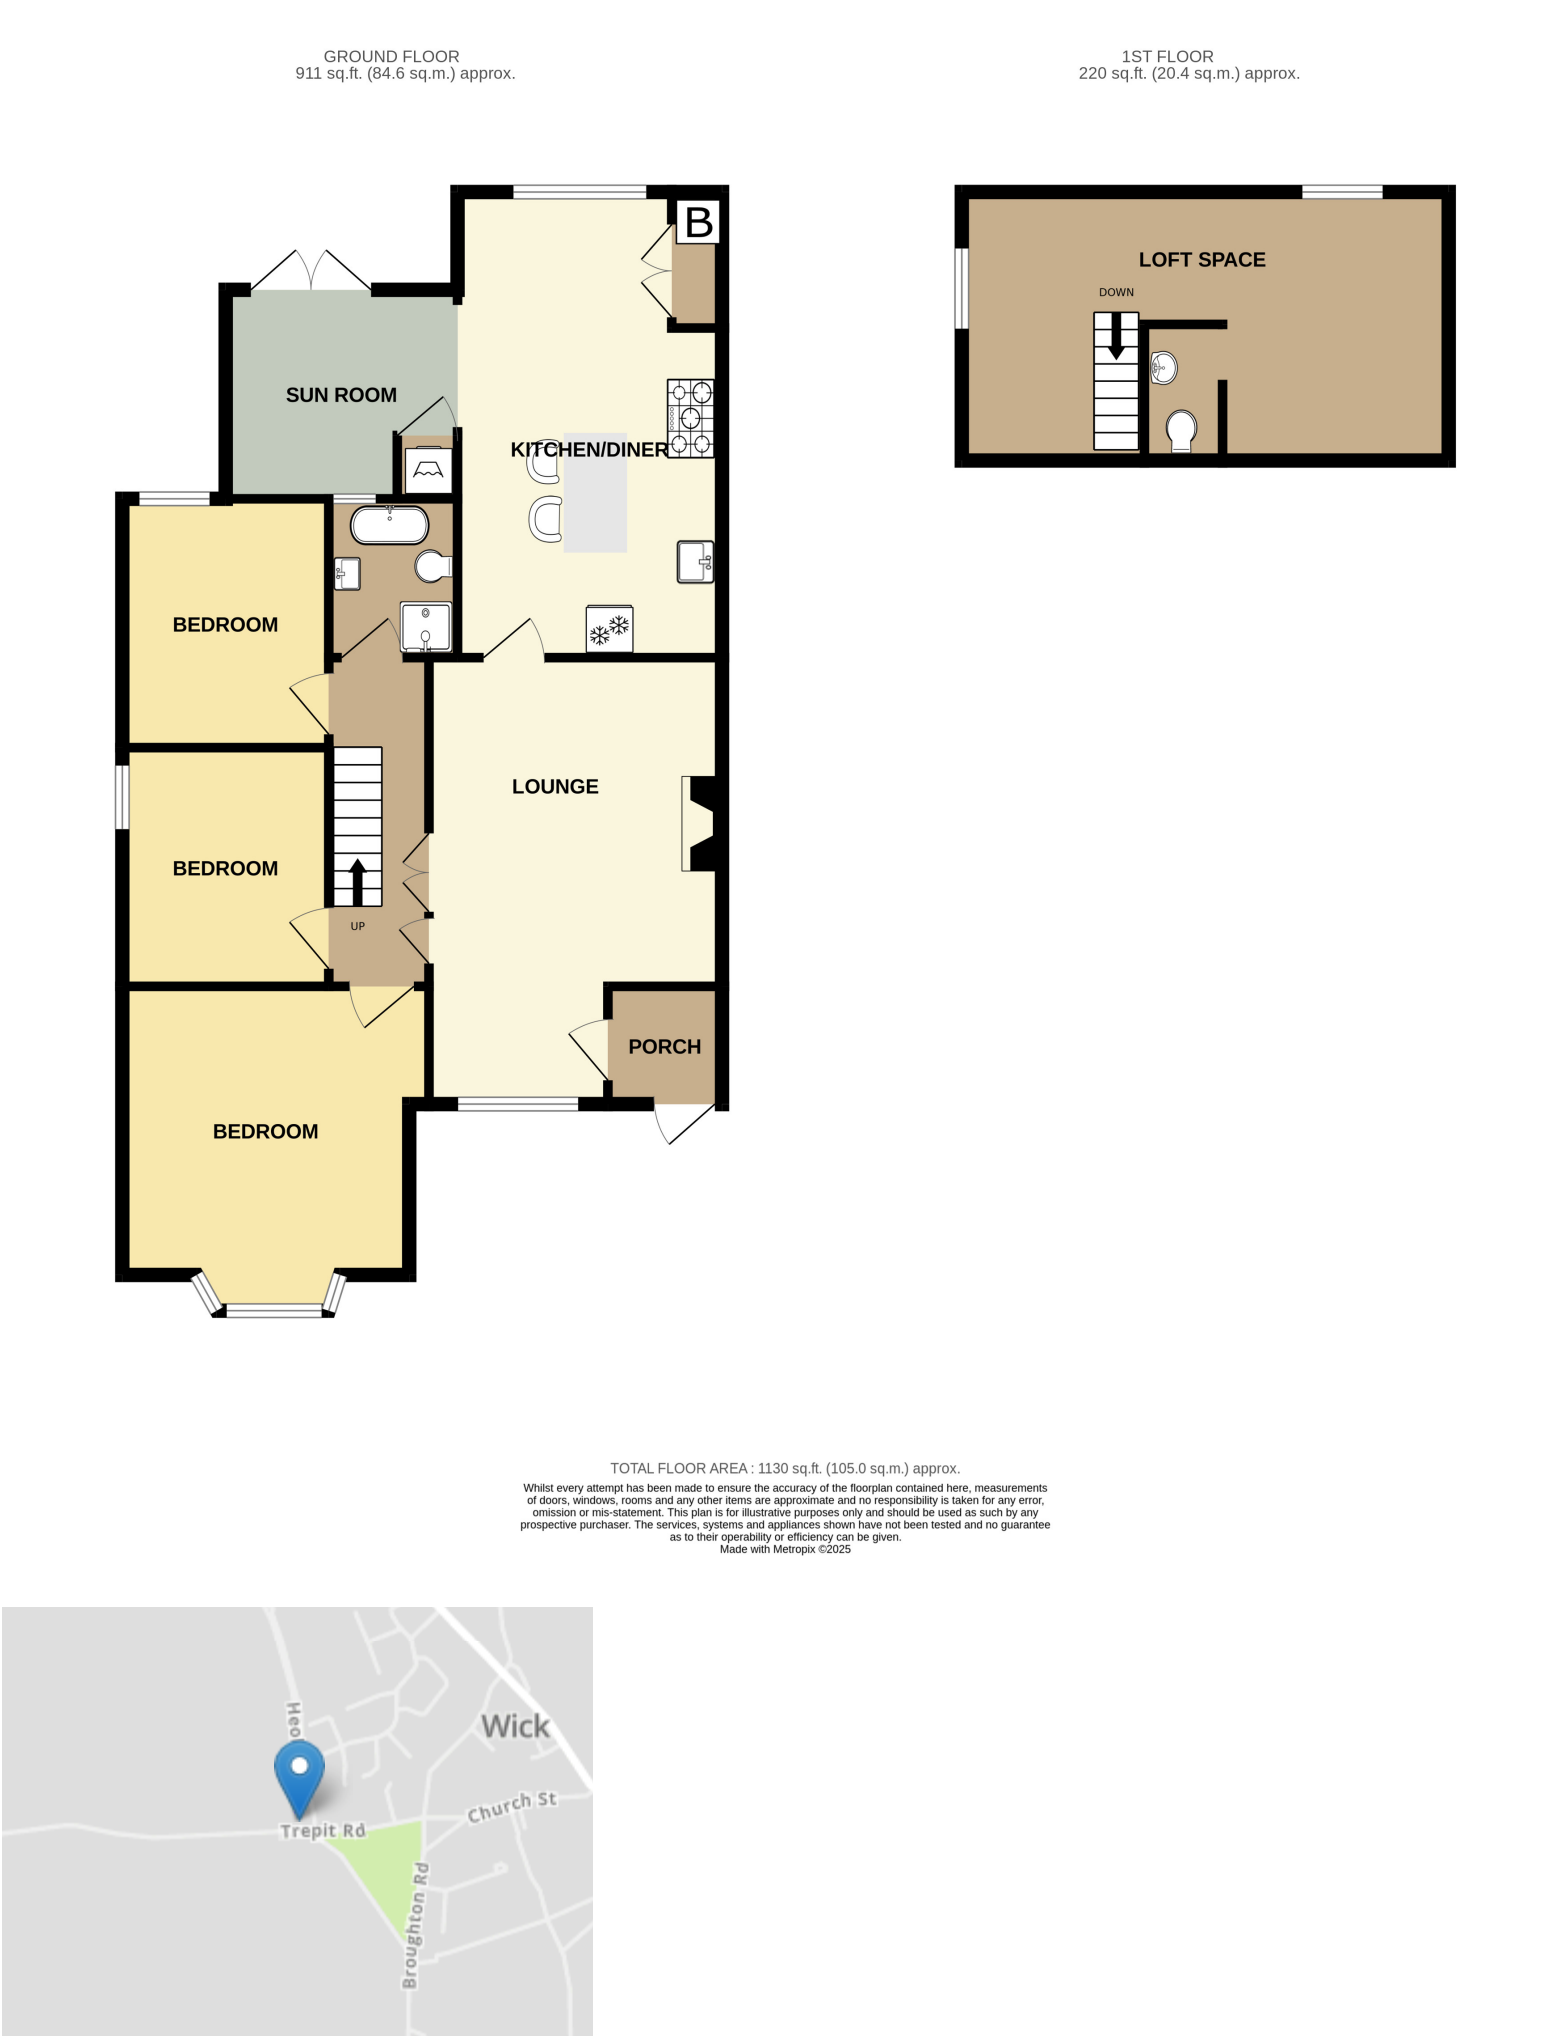 GROUND FLOOR
911 sq.ft. (84.6 sq.m.) approx.
1ST FLOOR
220 sq.ft. (20.4 sq.m.) approx.
B
LOFT SPACE
DOWN
SUN ROOM
KITCHEN/DINER
BEDROOM
LOUNGE
BEDROOM
UP
PORCH
BEDROOM
TOTAL FLOOR AREA : 1130 sq.ft. (105.0 sq.m.) approx.
Whilst every attempt has been made to ensure the accuracy of the floorplan contained here, measurements
of doors, windows, rooms and any other items are approximate and no responsibility is taken for any error,
omission or mis-statement. This plan is for illustrative purposes only and should be used as such by any
prospective purchaser. The services, systems and appliances shown have not been tested and no guarantee
as to their operability or efficiency can be given.
Made with Metropix ©2025
Heo
Wick
Church St
Trepit Rd
Broughton Rd